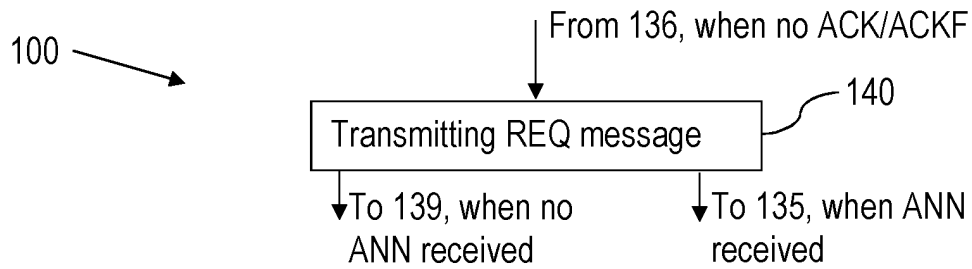 From 136, when no ACK/ACKF
100
140
Transmitting REQ message
To 139, when no
ANN received
To 135, when ANN
received